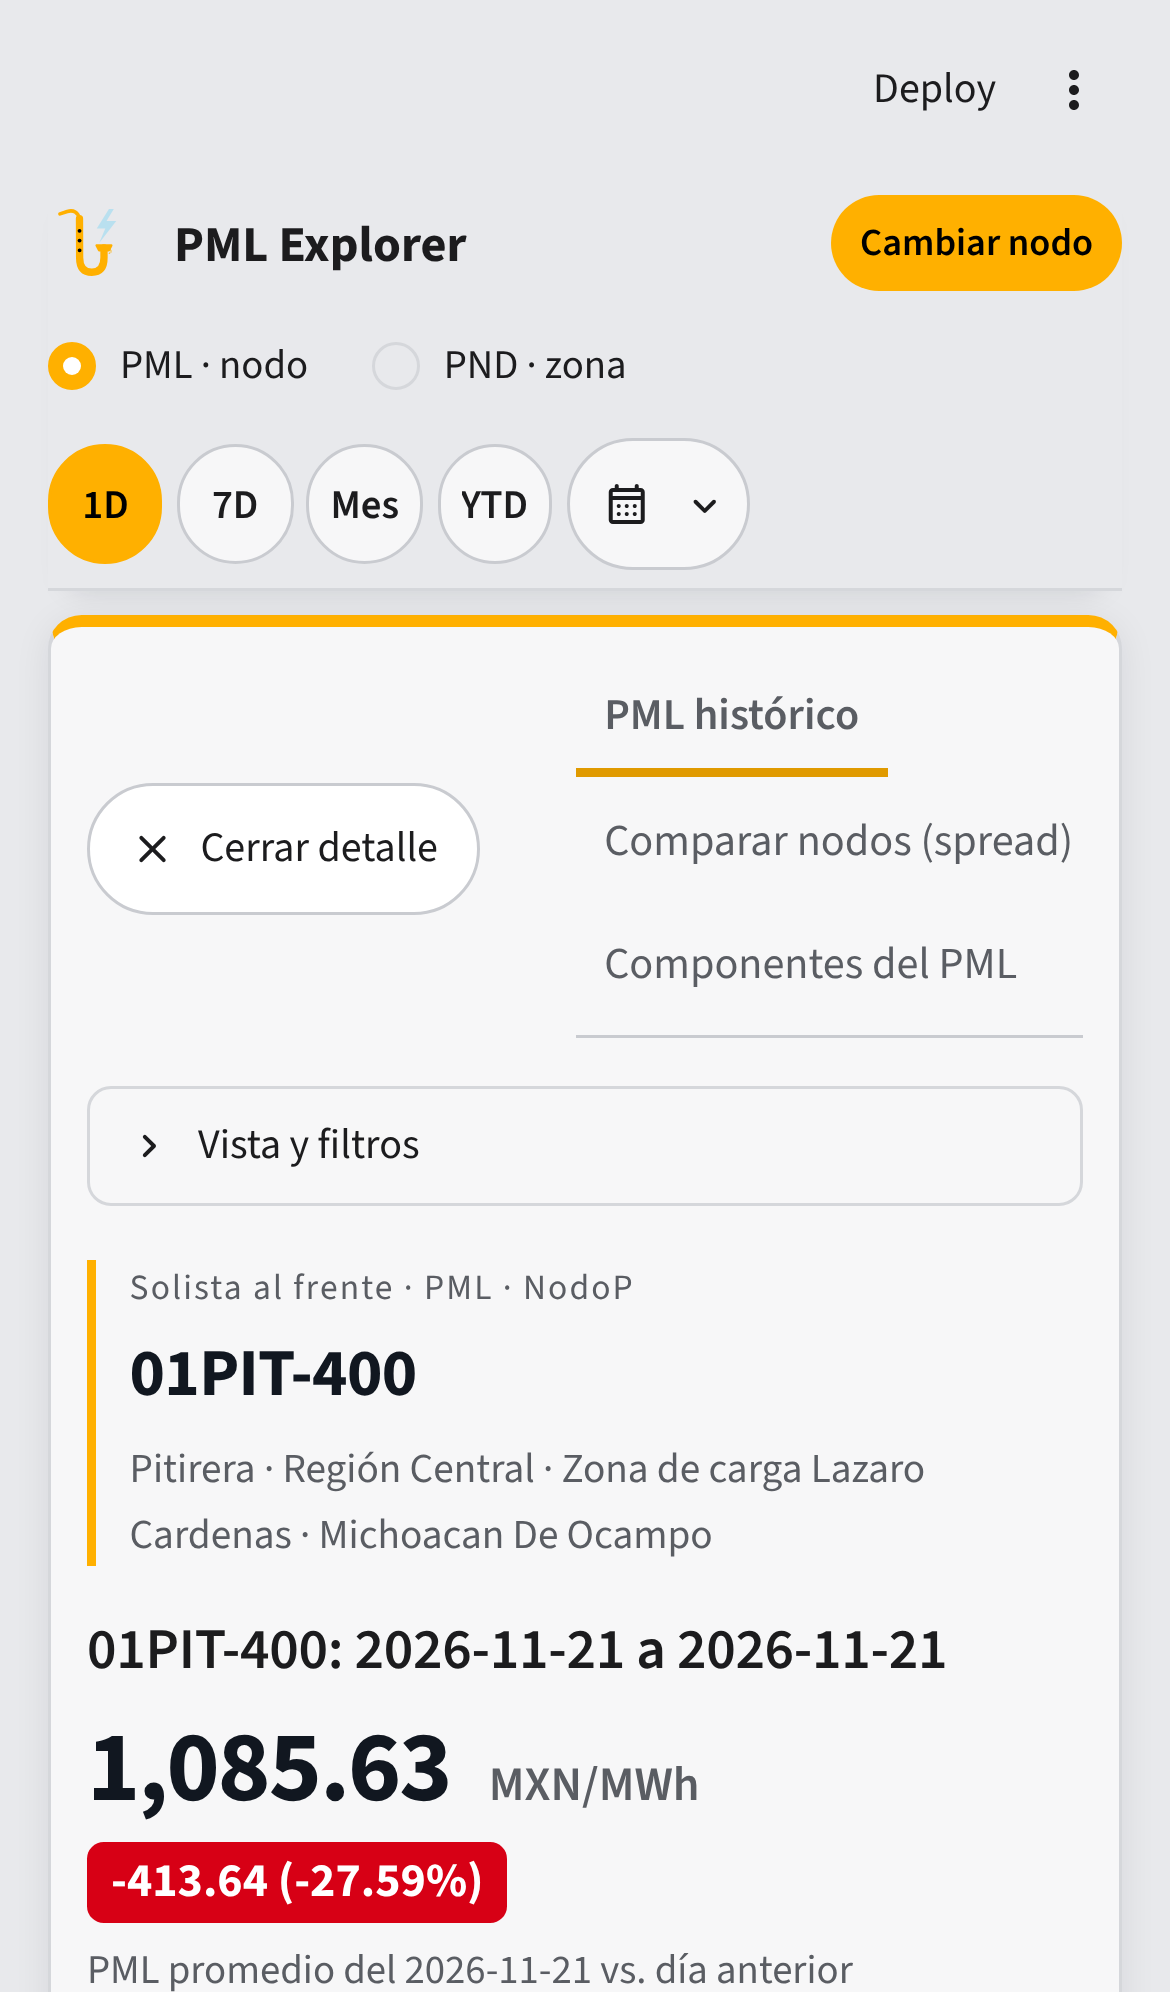 Deploy
PML Explorer
Cambiar nodo
PML · nodo
PND · zona
1D
7D
Mes
YTD
PML histórico
Cerrar detalle
Comparar nodos (spread)
Componentes del PML
Vista y filtros
Solista al frente · PML · NodoP
01PIT-400
Pitirera · Región Central · Zona de carga Lazaro
Cardenas · Michoacan De Ocampo
01PIT-400: 2026-11-21 a 2026-11-21
1,085.63 MXN/MWh
-413.64 (-27.59%)
PML promedio del 2026-11-21 vs. día anterior